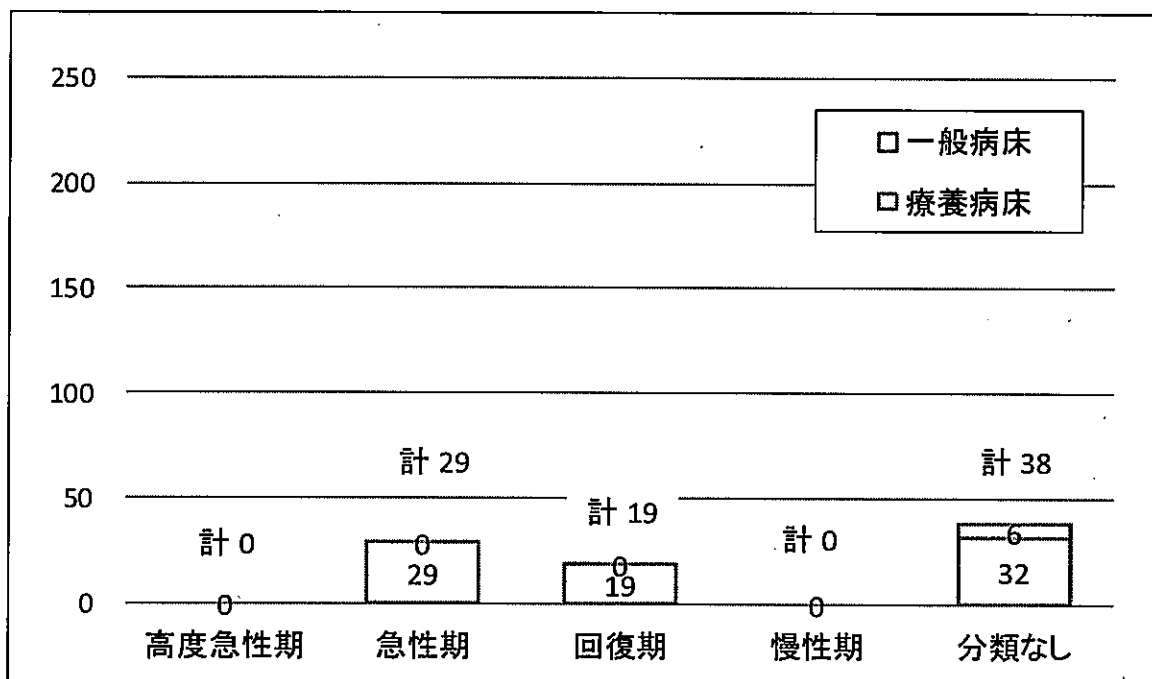 250
200
150
100
50
0
一般病床
療養病床
計 0
計 29
計 19
計 0
計 38
0
0
29
0
19
0
6
32
高度急性期
急性期
回復期
慢性期
分類なし